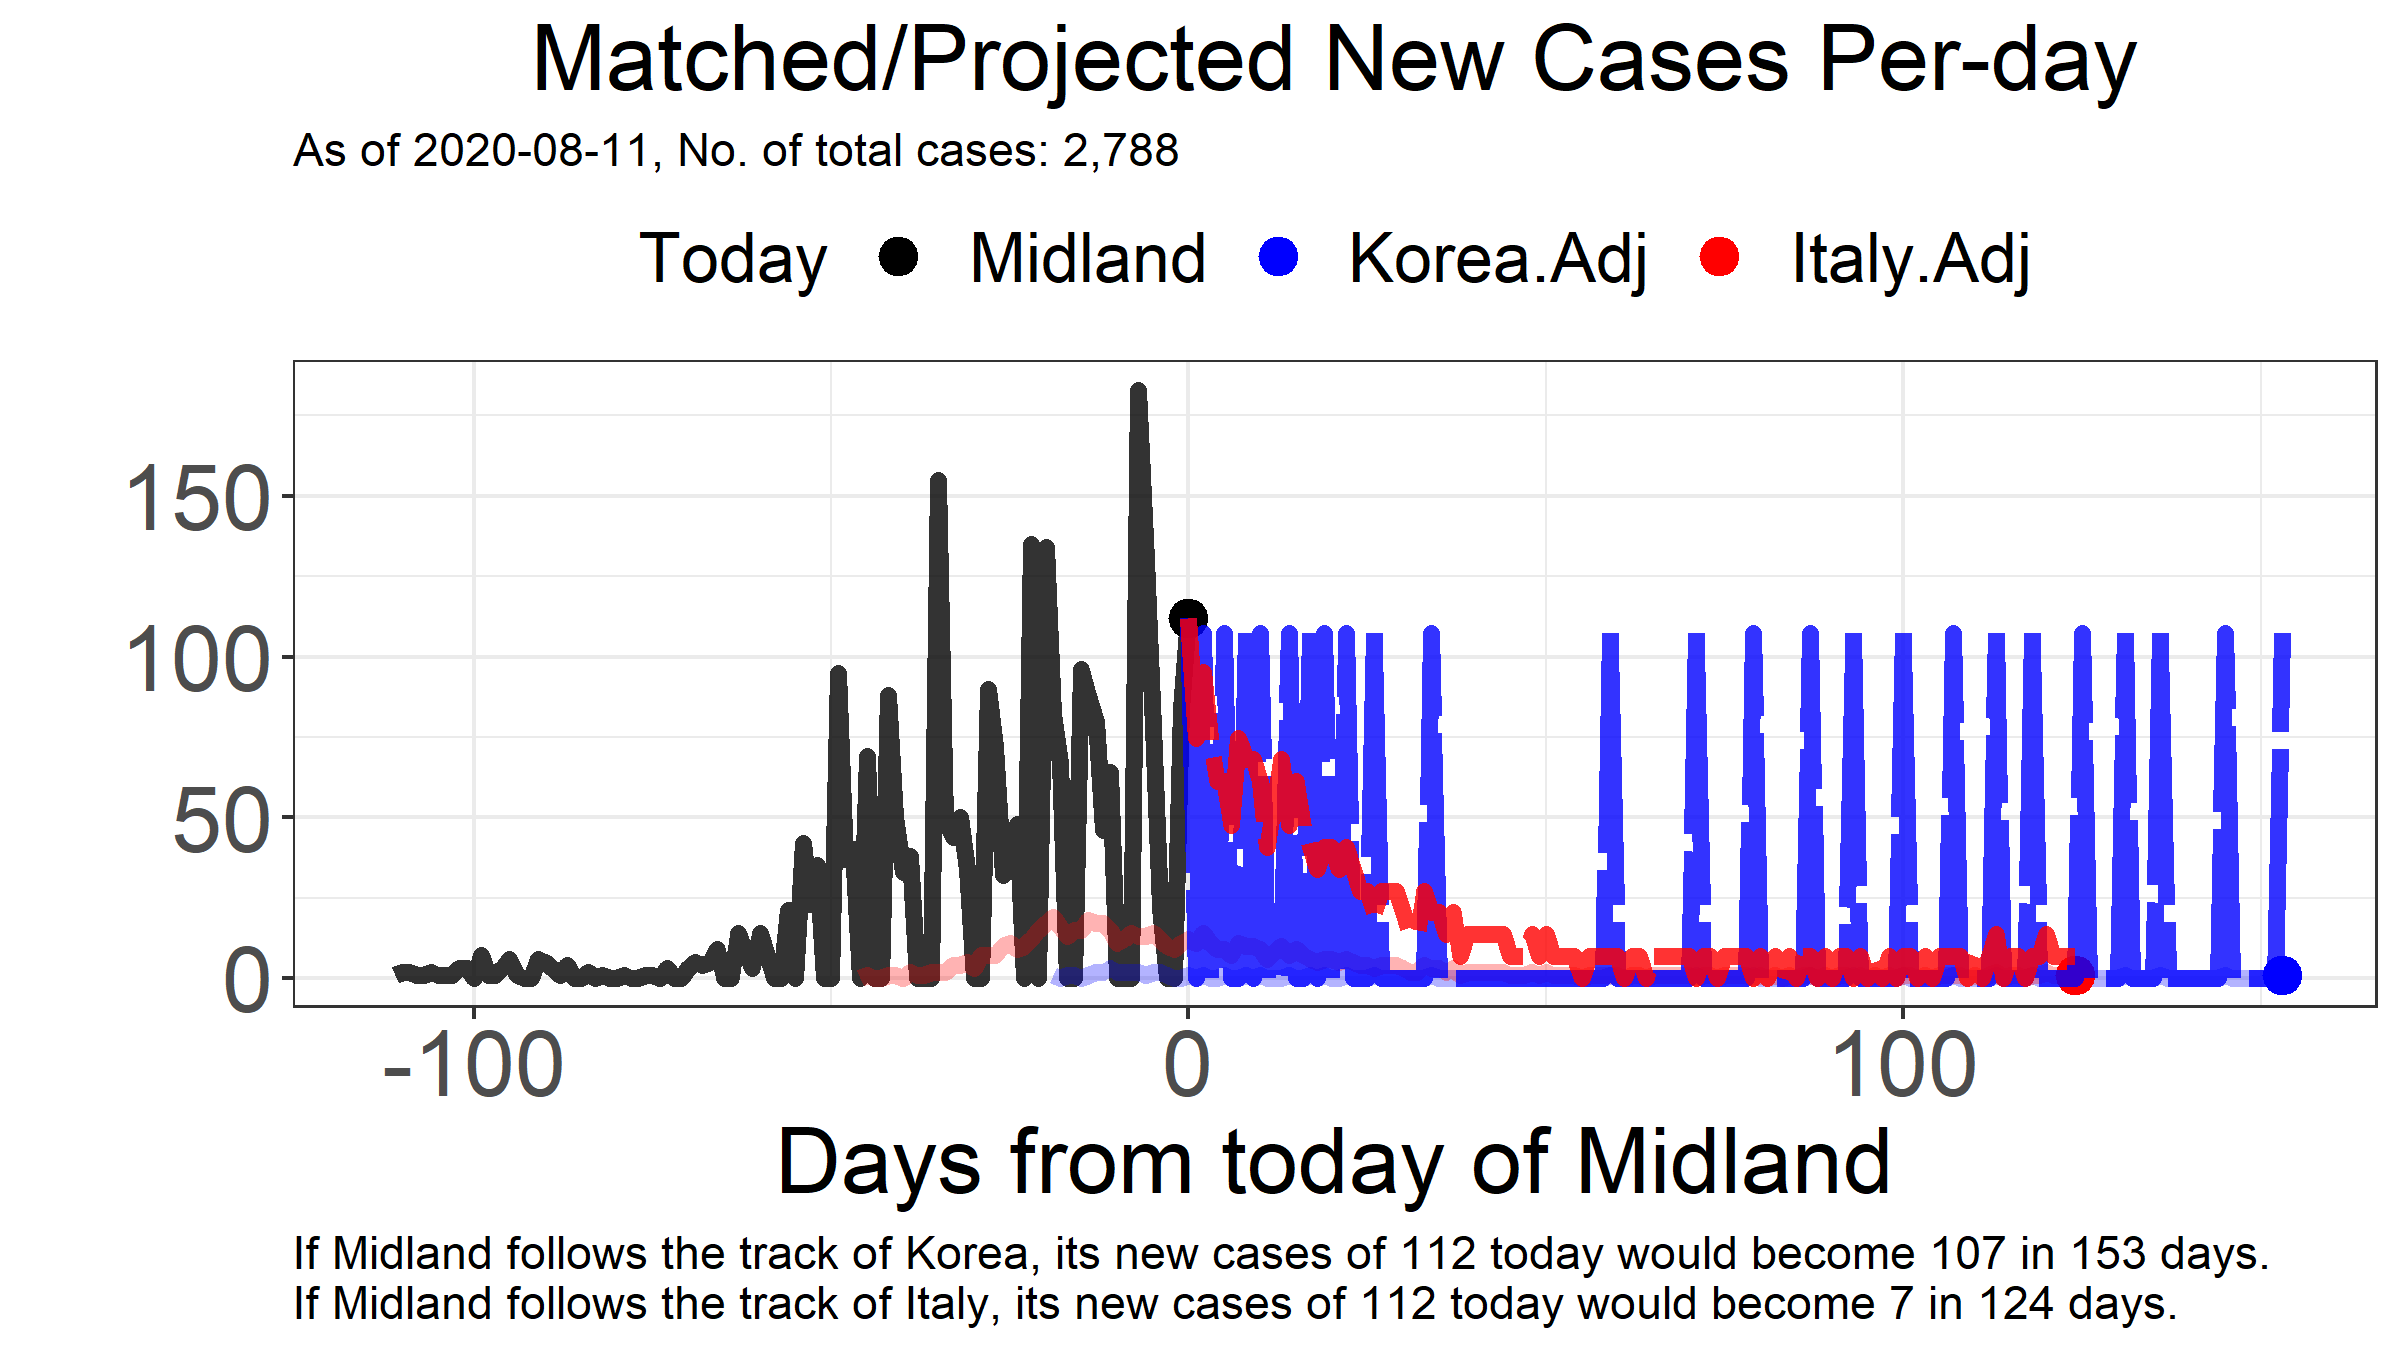 Matched/Projected New Cases Per-day
As of 2020-08-11, No. of total cases: 2,788
Today Midland Korea.Adj Italy.Adj
150
100
50
0
-100 0 100
Days from today of Midland
If Midland follows the track of Korea, its new cases of 112 today would become 107 in 153 days.
If Midland follows the track of Italy, its new cases of 112 today would become 7 in 124 days.